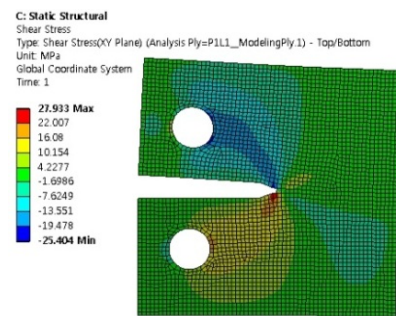 C: Static Structural
Shear Stress
Type: Shear Stress(XY Plane) (Analysis Ply=P1L1__ModelingPly.1) - Top/Bottom
Unit: MPa
Global Coordinate System
Time: 1
27.933 Max
22.007
16.08
10.154
4.2277
-1.6986
-7.6249
-13.551
-19.478
-25.404 Min